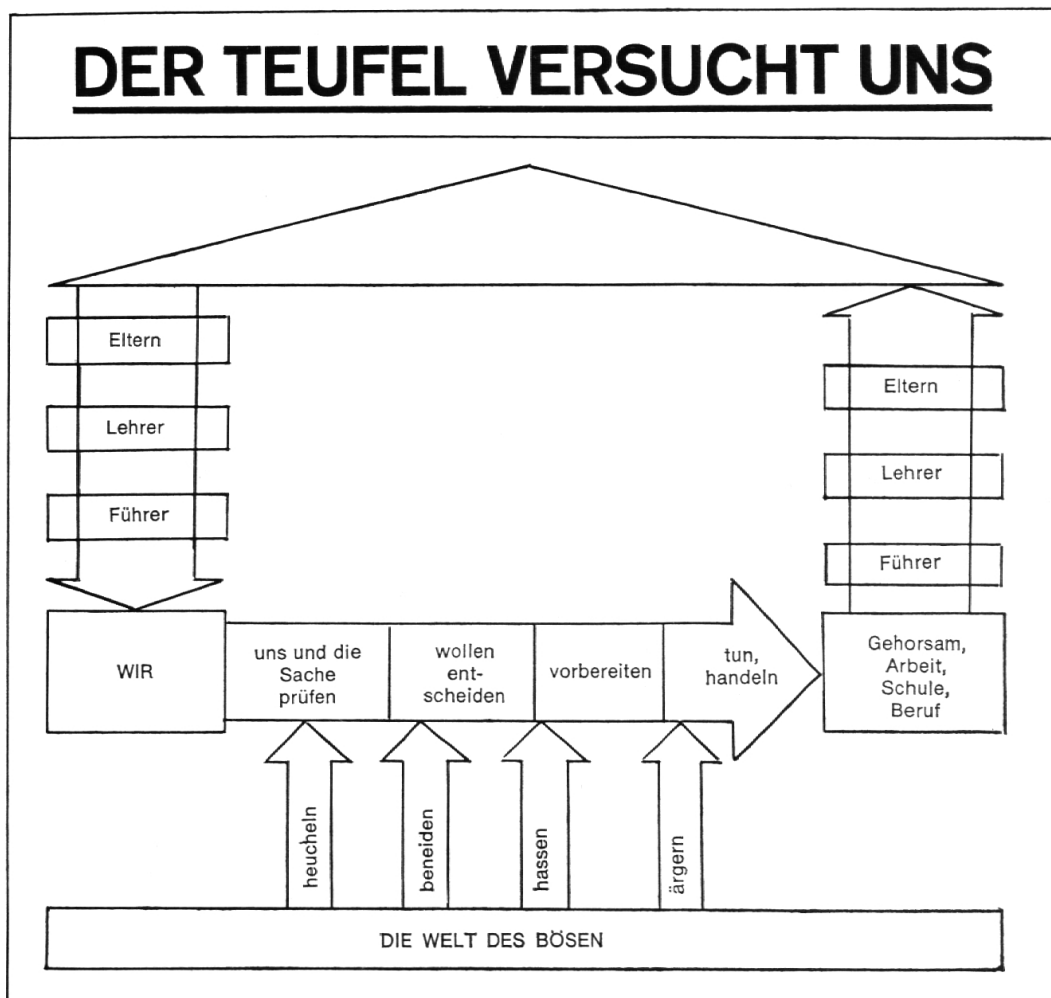 DER TEUFEL VERSUCHT UNS
Eltern
Lehrer
Führer
Eltern
Lehrer
Führer
WIR
uns und die
Sache
prüfen
wollen
ent-
scheiden
vorbereiten
tun,
handeln
Gehorsam,
Arbeit,
Schule,
Beruf
heucheln
beneiden
hassen
ärgern
DIE WELT DES BÖSEN